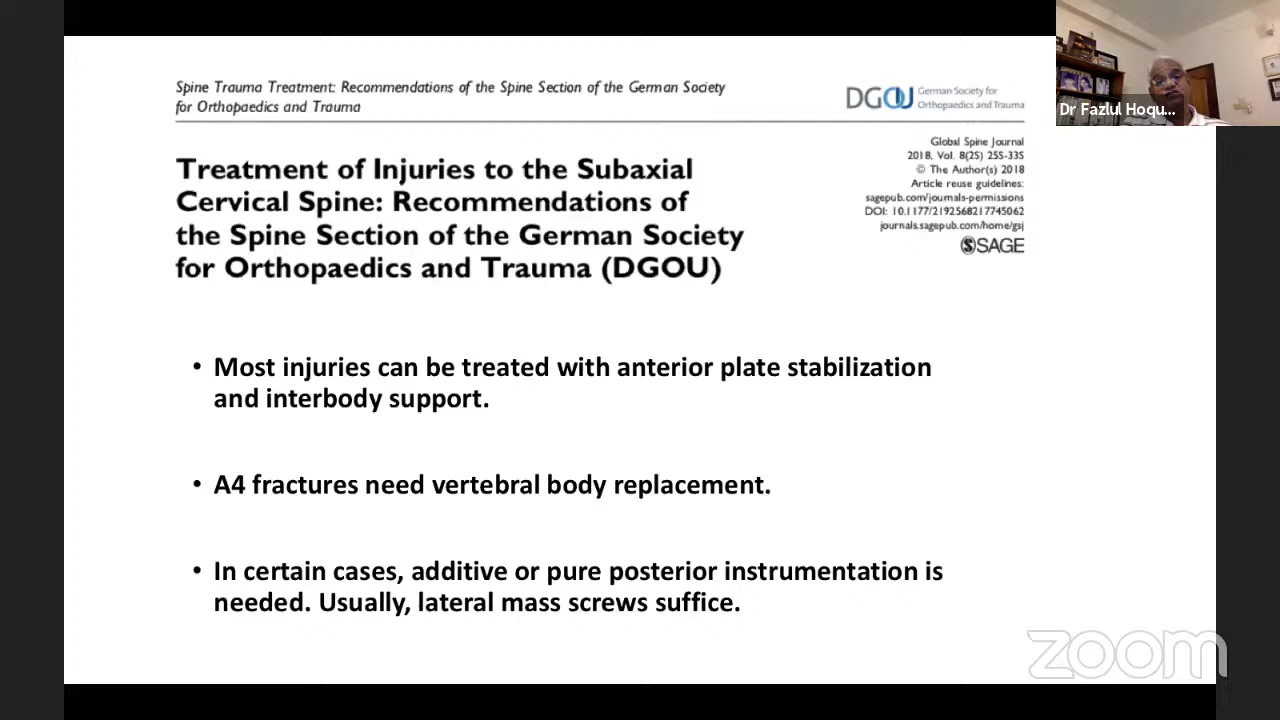 Spine Trauma Treatment: Recommendations of the Spine Section of the German Society
for Orthopaedics and Trauma
DGOU
German Society for
Orthopaedics and Trauma
Global Spine Journal
2018, Vol. 8(2S) 25S-33S
© The Author(s) 2018
Article reuse guidelines:
sagepub.com/journals-permissions
DOI: 10.1177/2192568217745062
journals.sagepub.com/home/gsj
SAGE
Treatment of Injuries to the Subaxial
Cervical Spine: Recommendations of
the Spine Section of the German Society
for Orthopaedics and Trauma (DGOU)
• Most injuries can be treated with anterior plate stabilization
and interbody support.
• A4 fractures need vertebral body replacement.
• In certain cases, additive or pure posterior instrumentation is
needed. Usually, lateral mass screws suffice.
Dr Fazlul Hoqu...
zoom